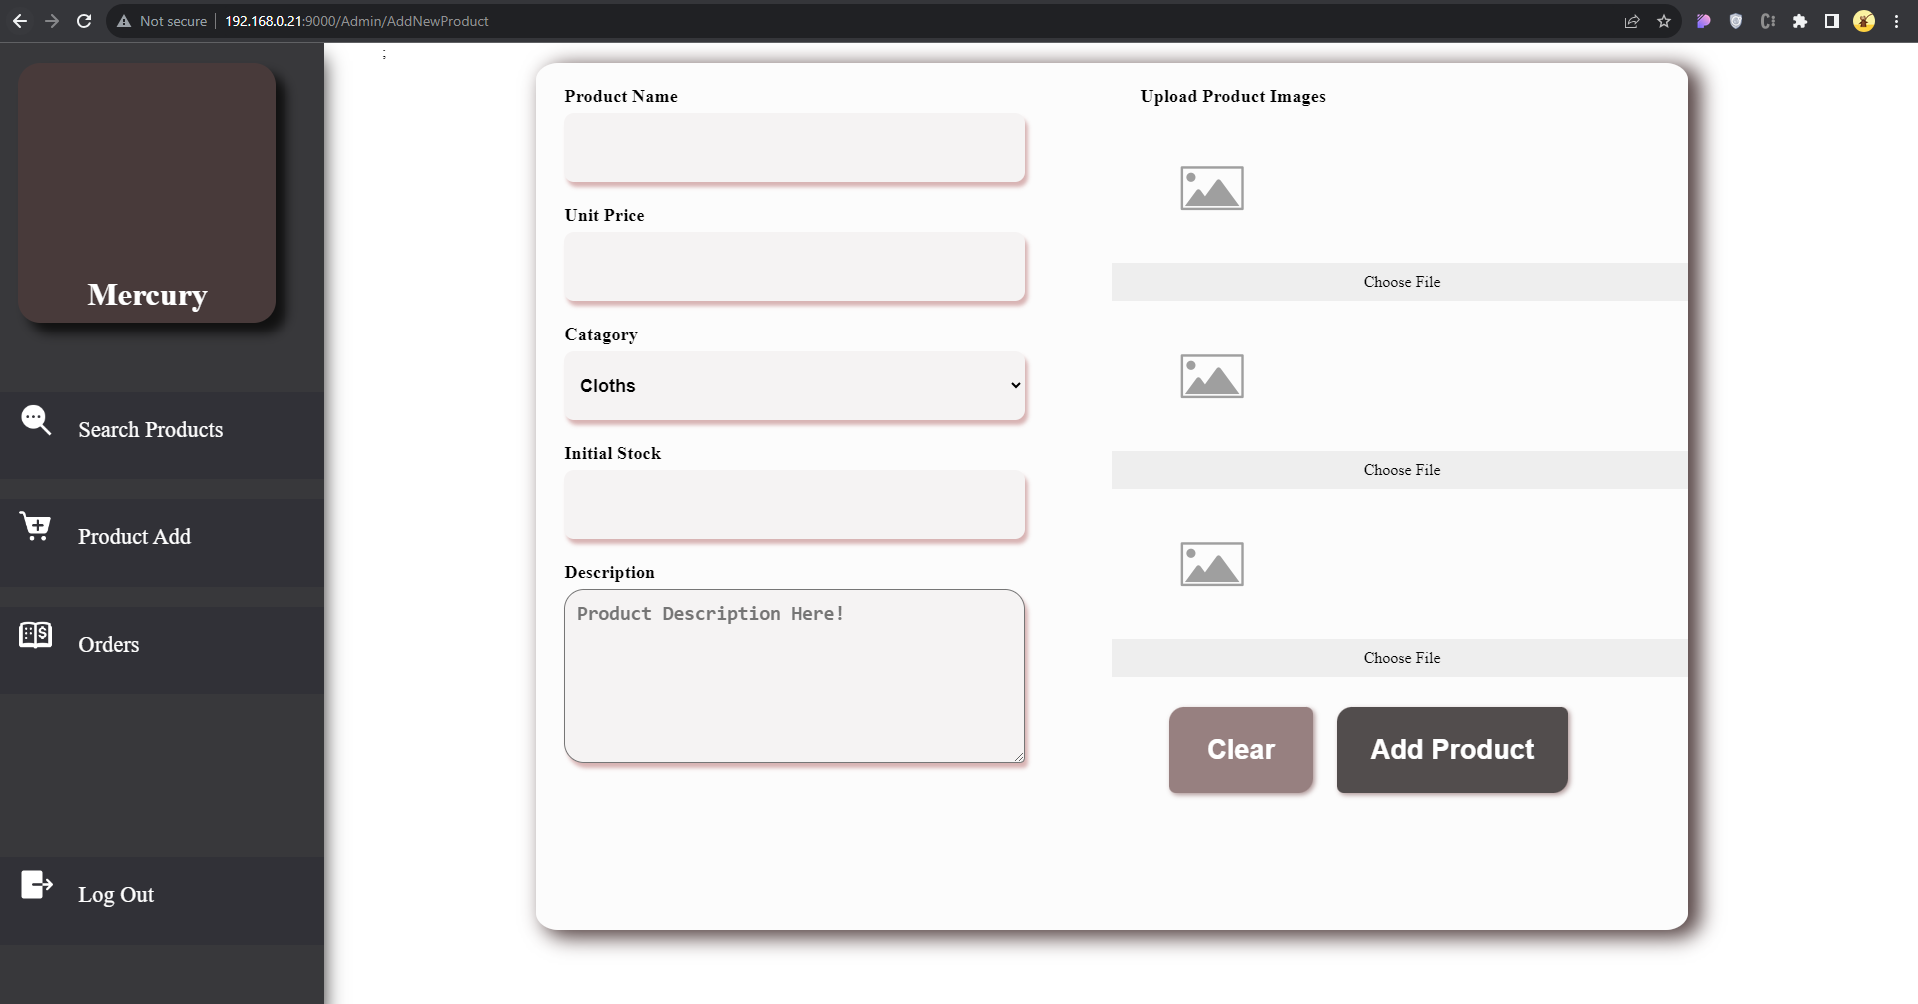 Not secure
192.168.0.21:9000/Admin/AddNewProduct
;
Mercury
Search Products
Product Add
Orders
Log Out
Product Name
Unit Price
Catagory
Cloths
Initial Stock
Description
Product Description Here!
Upload Product Images
Choose File
Choose File
Choose File
Clear
Add Product